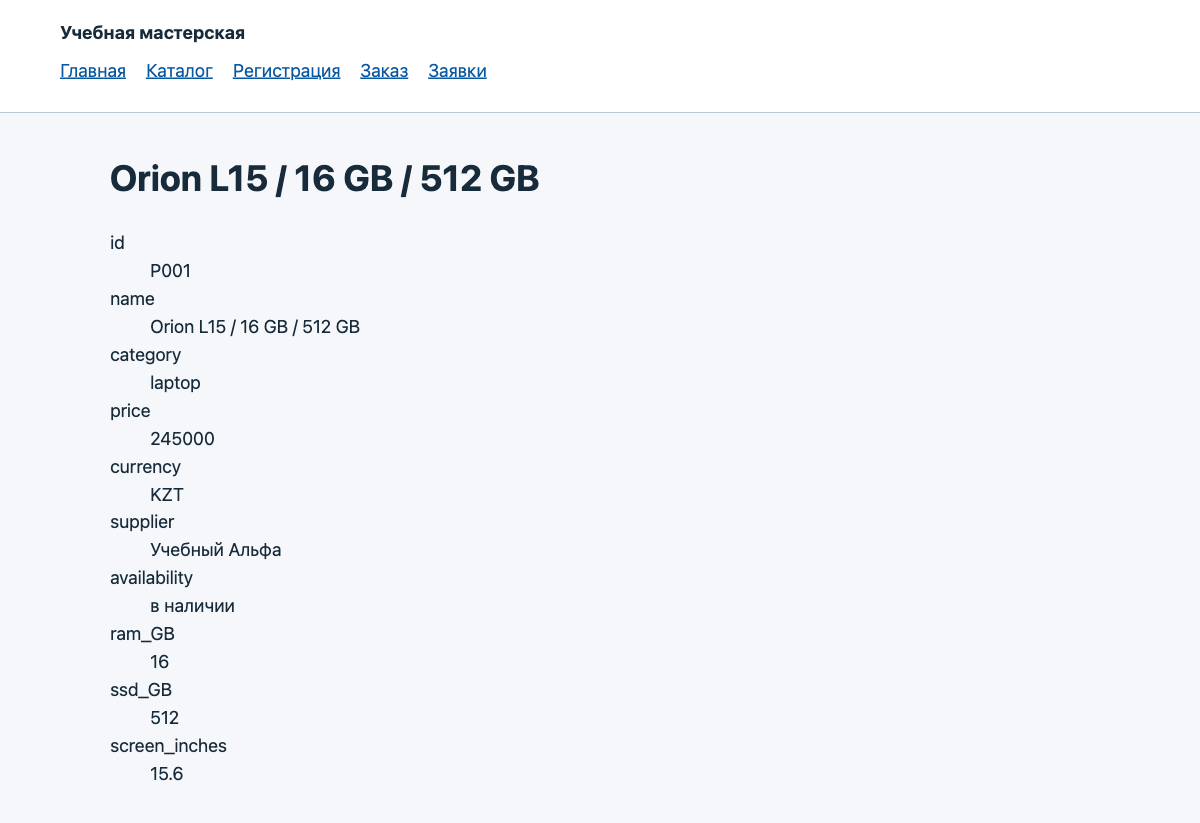 Учебная мастерская
Главная Каталог Регистрация Заказ Заявки
Orion L15 / 16 GB / 512 GB
id
P001
name
Orion L15 / 16 GB / 512 GB
category
laptop
price
245000
currency
KZT
supplier
Учебный Альфа
availability
в наличии
ram_GB
16
ssd_GB
512
screen_inches
15.6